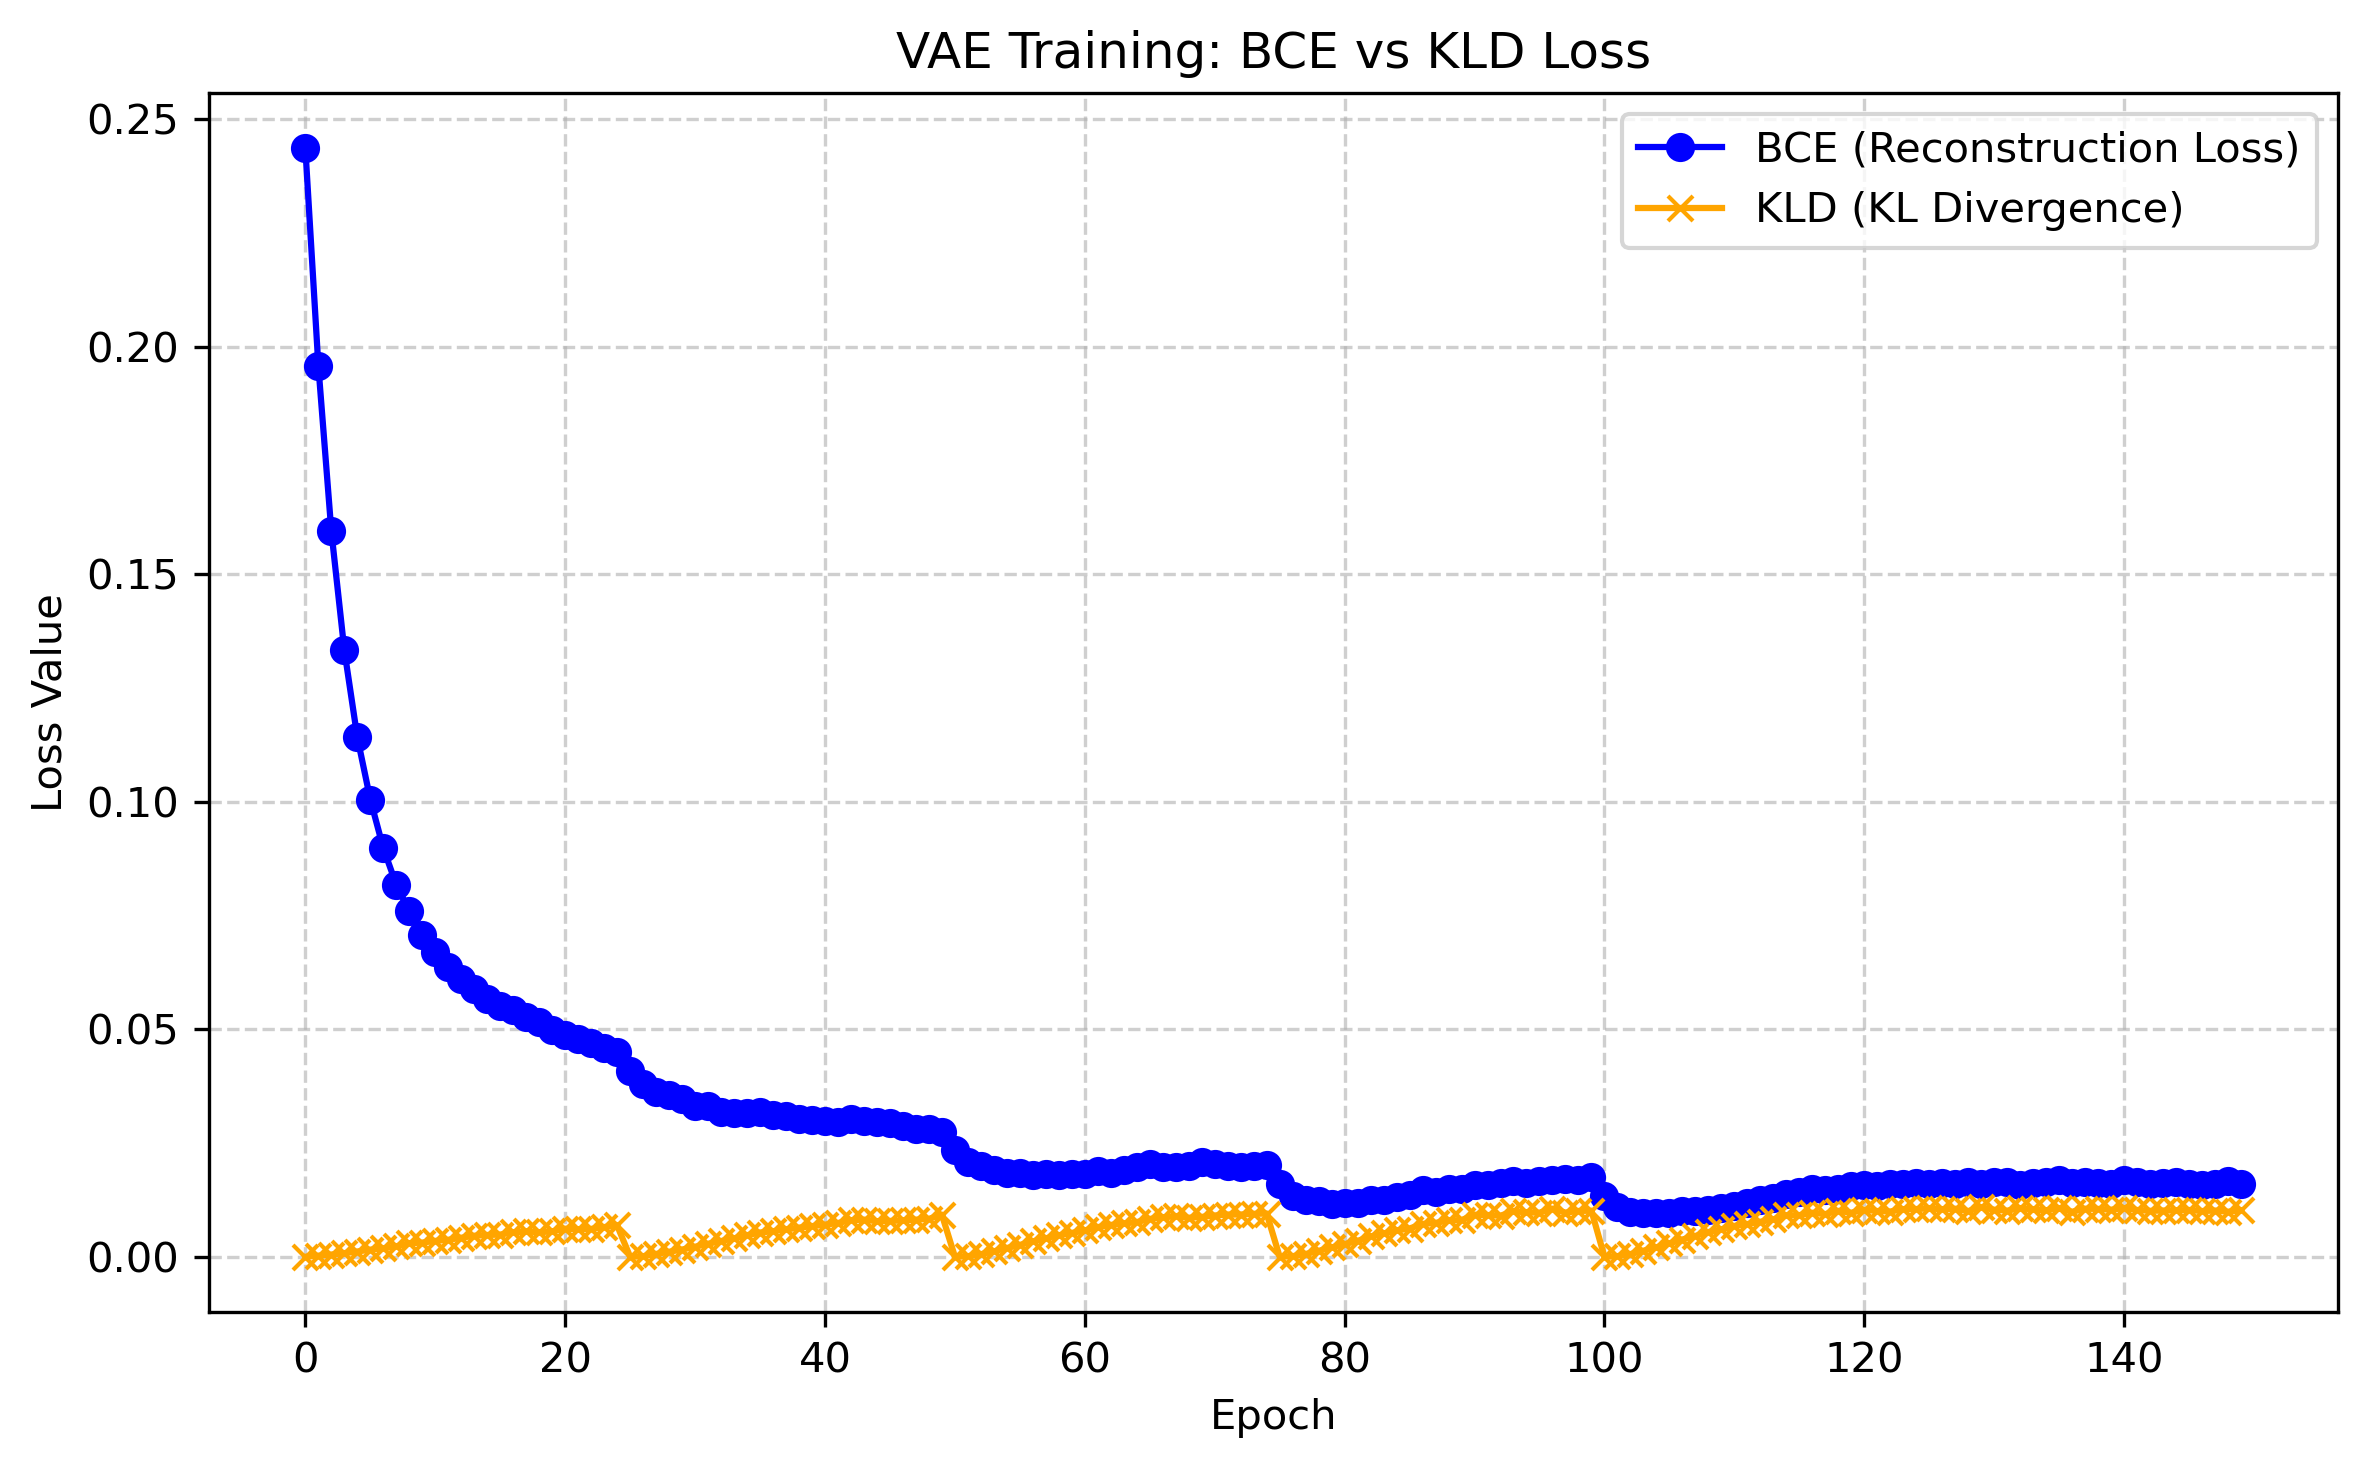 VAE Training: BCE vs KLD Loss
BCE (Reconstruction Loss)
KLD (KL Divergence)
Loss Value
0.25
0.20
0.15
0.10
0.05
0.00
0 20 40 60 80 100 120 140
Epoch